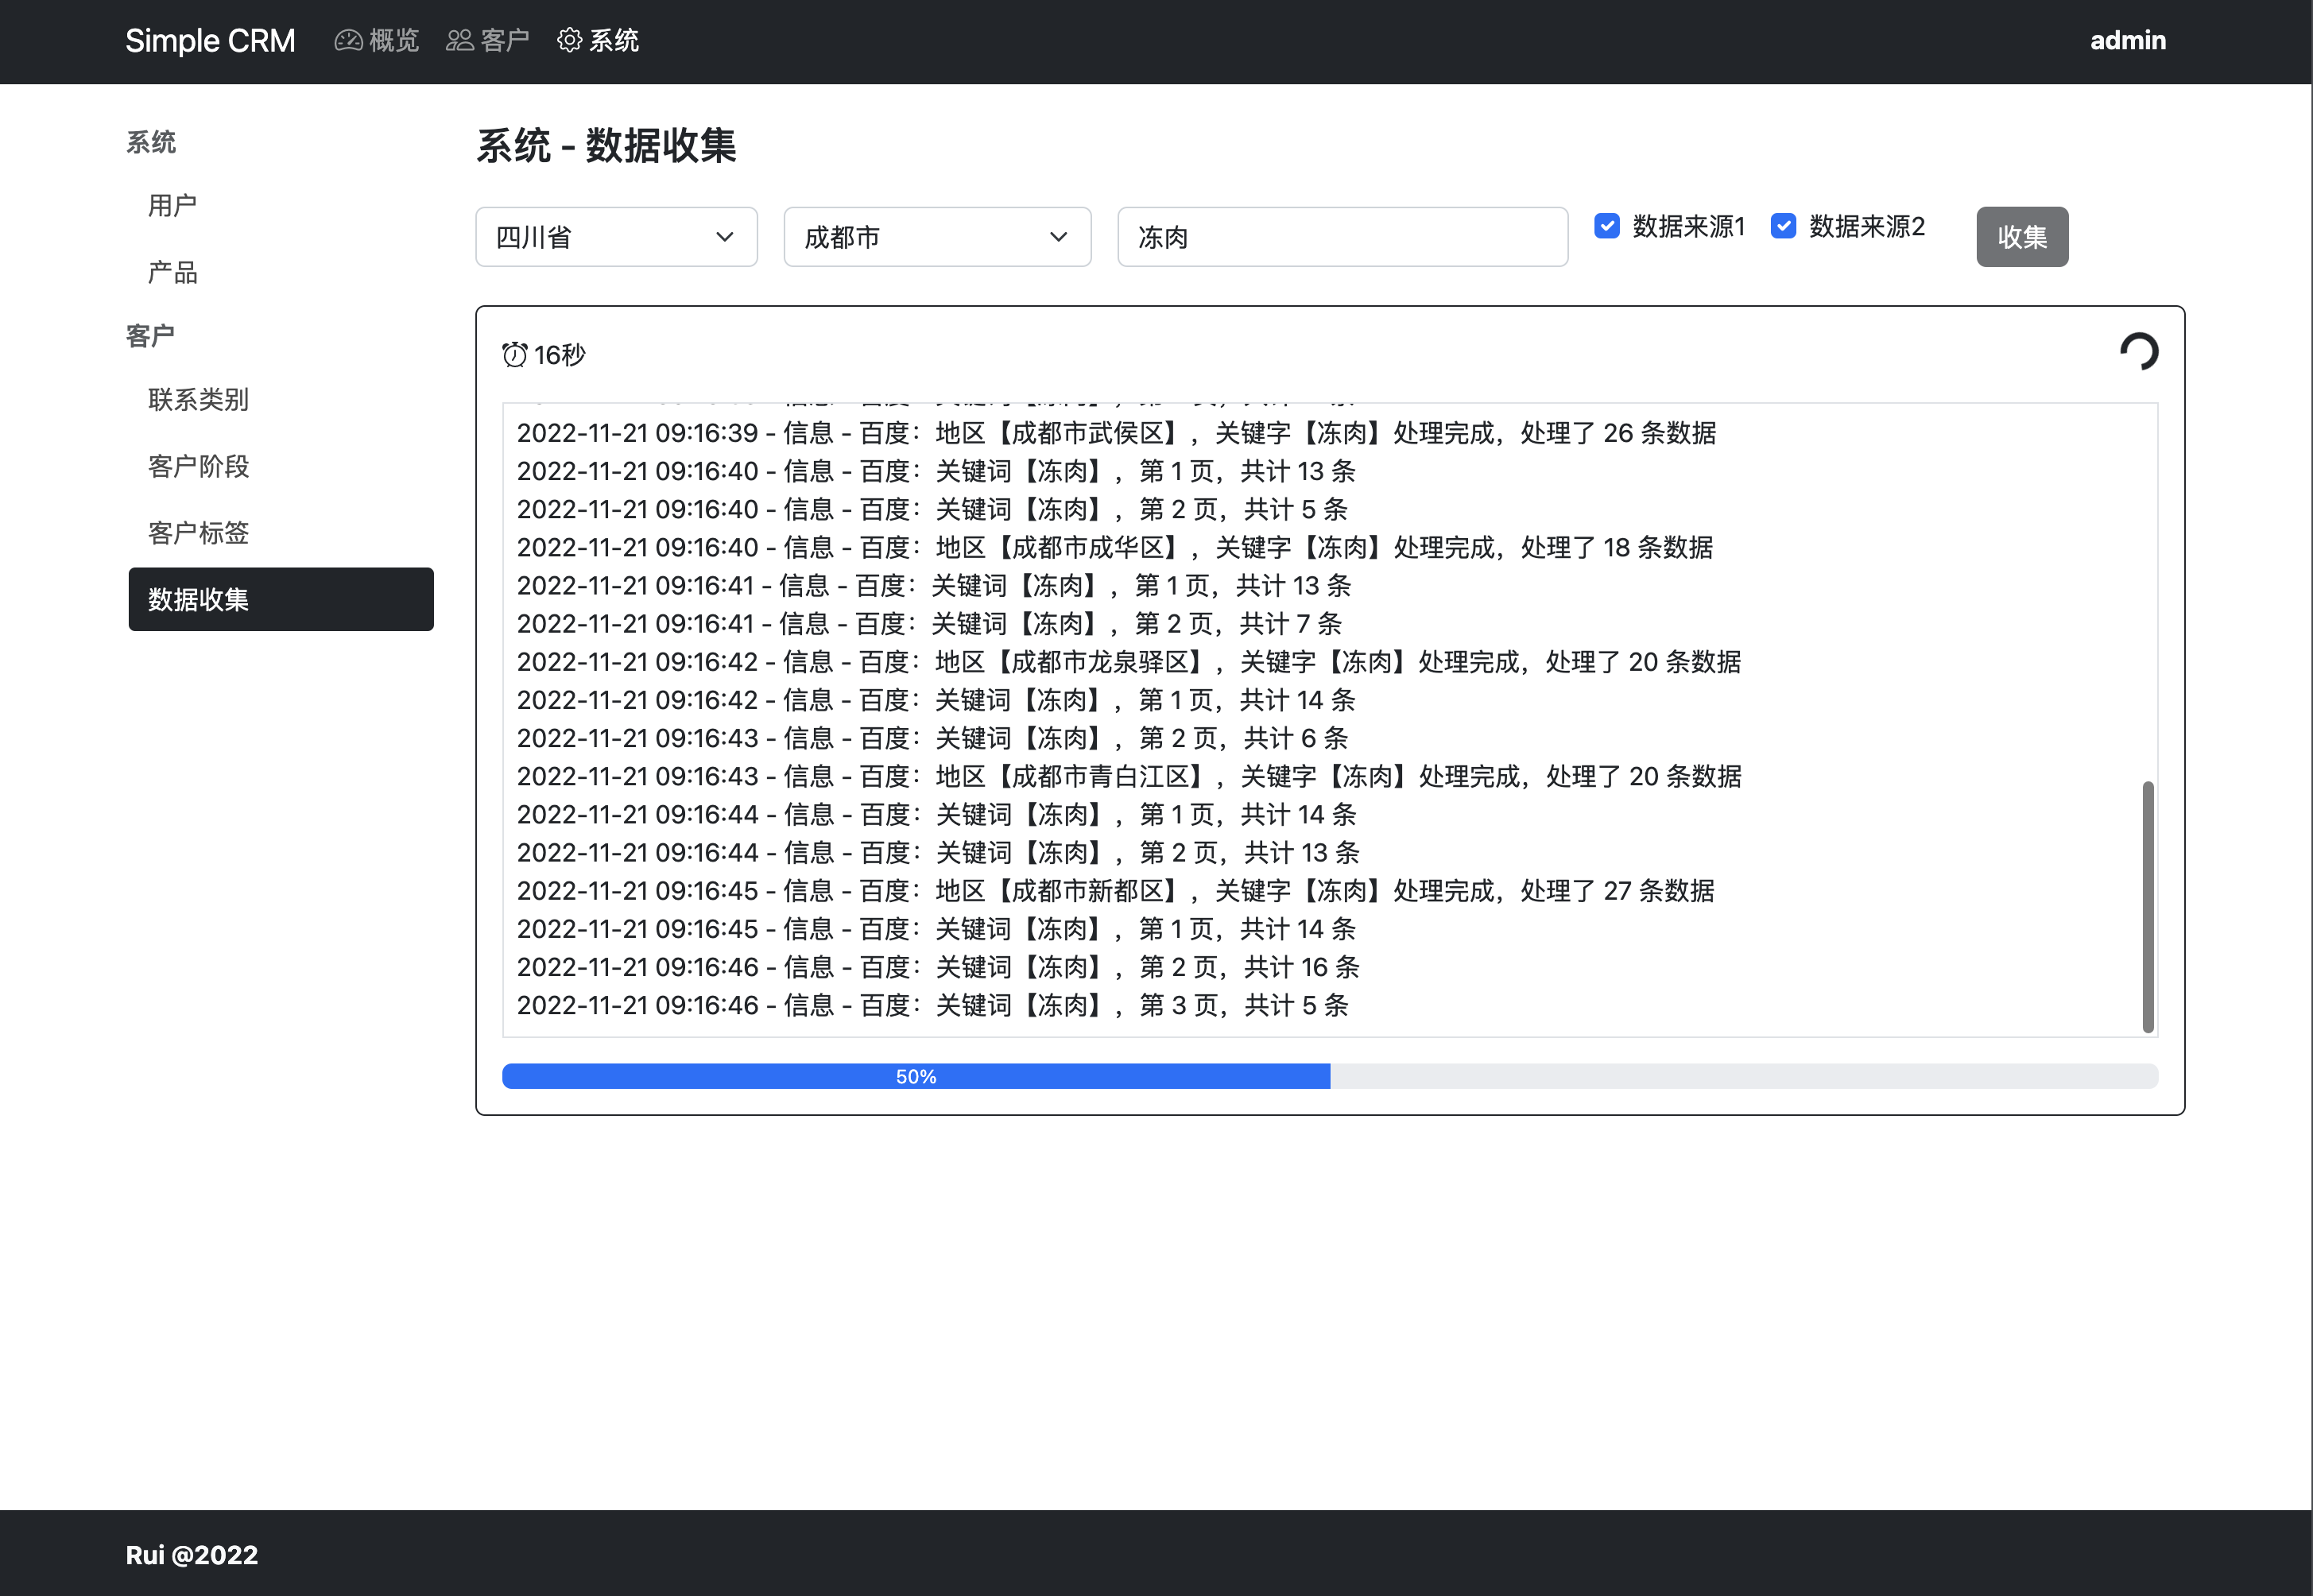 Simple CRM 概览 客户 系统 admin
系统
用户
产品
客户
联系类别
客户阶段
客户标签
数据收集
系统 - 数据收集
四川省 成都市 冻肉 数据来源1 数据来源2 收集
16秒
2022-11-21 09:16:39 - 信息 - 百度：地区【成都市武侯区】，关键字【冻肉】处理完成，处理了 26 条数据
2022-11-21 09:16:40 - 信息 - 百度：关键词【冻肉】，第 1 页，共计 13 条
2022-11-21 09:16:40 - 信息 - 百度：关键词【冻肉】，第 2 页，共计 5 条
2022-11-21 09:16:40 - 信息 - 百度：地区【成都市成华区】，关键字【冻肉】处理完成，处理了 18 条数据
2022-11-21 09:16:41 - 信息 - 百度：关键词【冻肉】，第 1 页，共计 13 条
2022-11-21 09:16:41 - 信息 - 百度：关键词【冻肉】，第 2 页，共计 7 条
2022-11-21 09:16:42 - 信息 - 百度：地区【成都市龙泉驿区】，关键字【冻肉】处理完成，处理了 20 条数据
2022-11-21 09:16:42 - 信息 - 百度：关键词【冻肉】，第 1 页，共计 14 条
2022-11-21 09:16:43 - 信息 - 百度：关键词【冻肉】，第 2 页，共计 6 条
2022-11-21 09:16:43 - 信息 - 百度：地区【成都市青白江区】，关键字【冻肉】处理完成，处理了 20 条数据
2022-11-21 09:16:44 - 信息 - 百度：关键词【冻肉】，第 1 页，共计 14 条
2022-11-21 09:16:44 - 信息 - 百度：关键词【冻肉】，第 2 页，共计 13 条
2022-11-21 09:16:45 - 信息 - 百度：地区【成都市新都区】，关键字【冻肉】处理完成，处理了 27 条数据
2022-11-21 09:16:45 - 信息 - 百度：关键词【冻肉】，第 1 页，共计 14 条
2022-11-21 09:16:46 - 信息 - 百度：关键词【冻肉】，第 2 页，共计 16 条
2022-11-21 09:16:46 - 信息 - 百度：关键词【冻肉】，第 3 页，共计 5 条
50%
Rui @2022